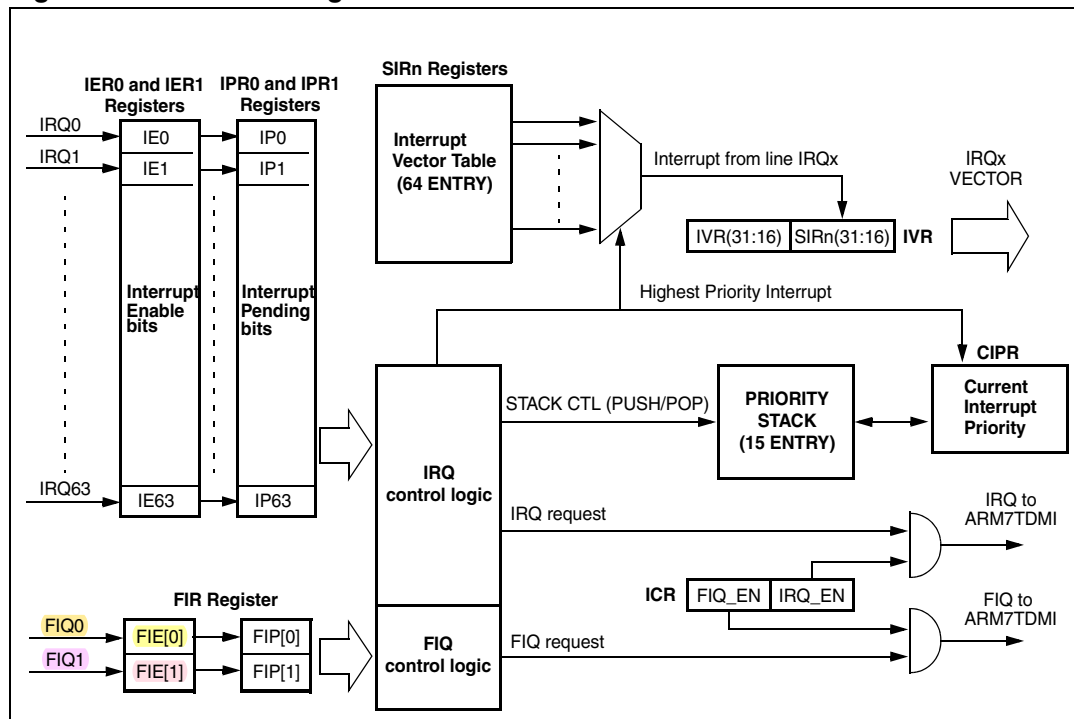 SIRn Registers
IER0 and IER1
Registers
IPR0 and IPR1
Registers
IRQ0
IE0
IP0
IRQ1
IE1
IP1
Interrupt
Vector Table
(64 ENTRY)
Interrupt from line IRQx
IRQx
VECTOR
IVR(31:16)
SIRn(31:16)
IVR
Interrupt
Enable
bits
Interrupt
Pending
bits
Highest Priority Interrupt
CIPR
STACK CTL (PUSH/POP)
PRIORITY
STACK
(15 ENTRY)
Current
Interrupt
Priority
IRQ
control logic
IRQ63
IE63
IP63
IRQ request
IRQ to
ARM7TDMI
ICR
FIQ_EN
IRQ_EN
FIR Register
FIQ0
FIE[0]
FIP[0]
FIQ1
FIE[1]
FIP[1]
FIQ
control logic
FIQ request
FIQ to
ARM7TDMI